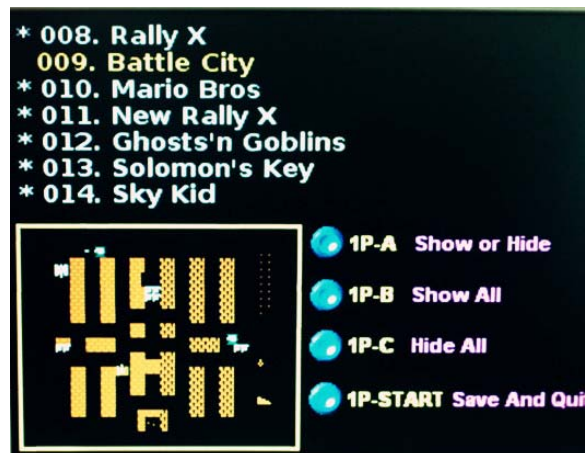 * 008. Rally X
009. Battle City
* 010. Mario Bros
* 011. New Rally X
* 012. Ghosts'n Goblins
* 013. Solomon's Key
* 014. Sky Kid
1P-A Show or Hide
1P-B Show All
1P-C Hide All
1P-START Save And Qui